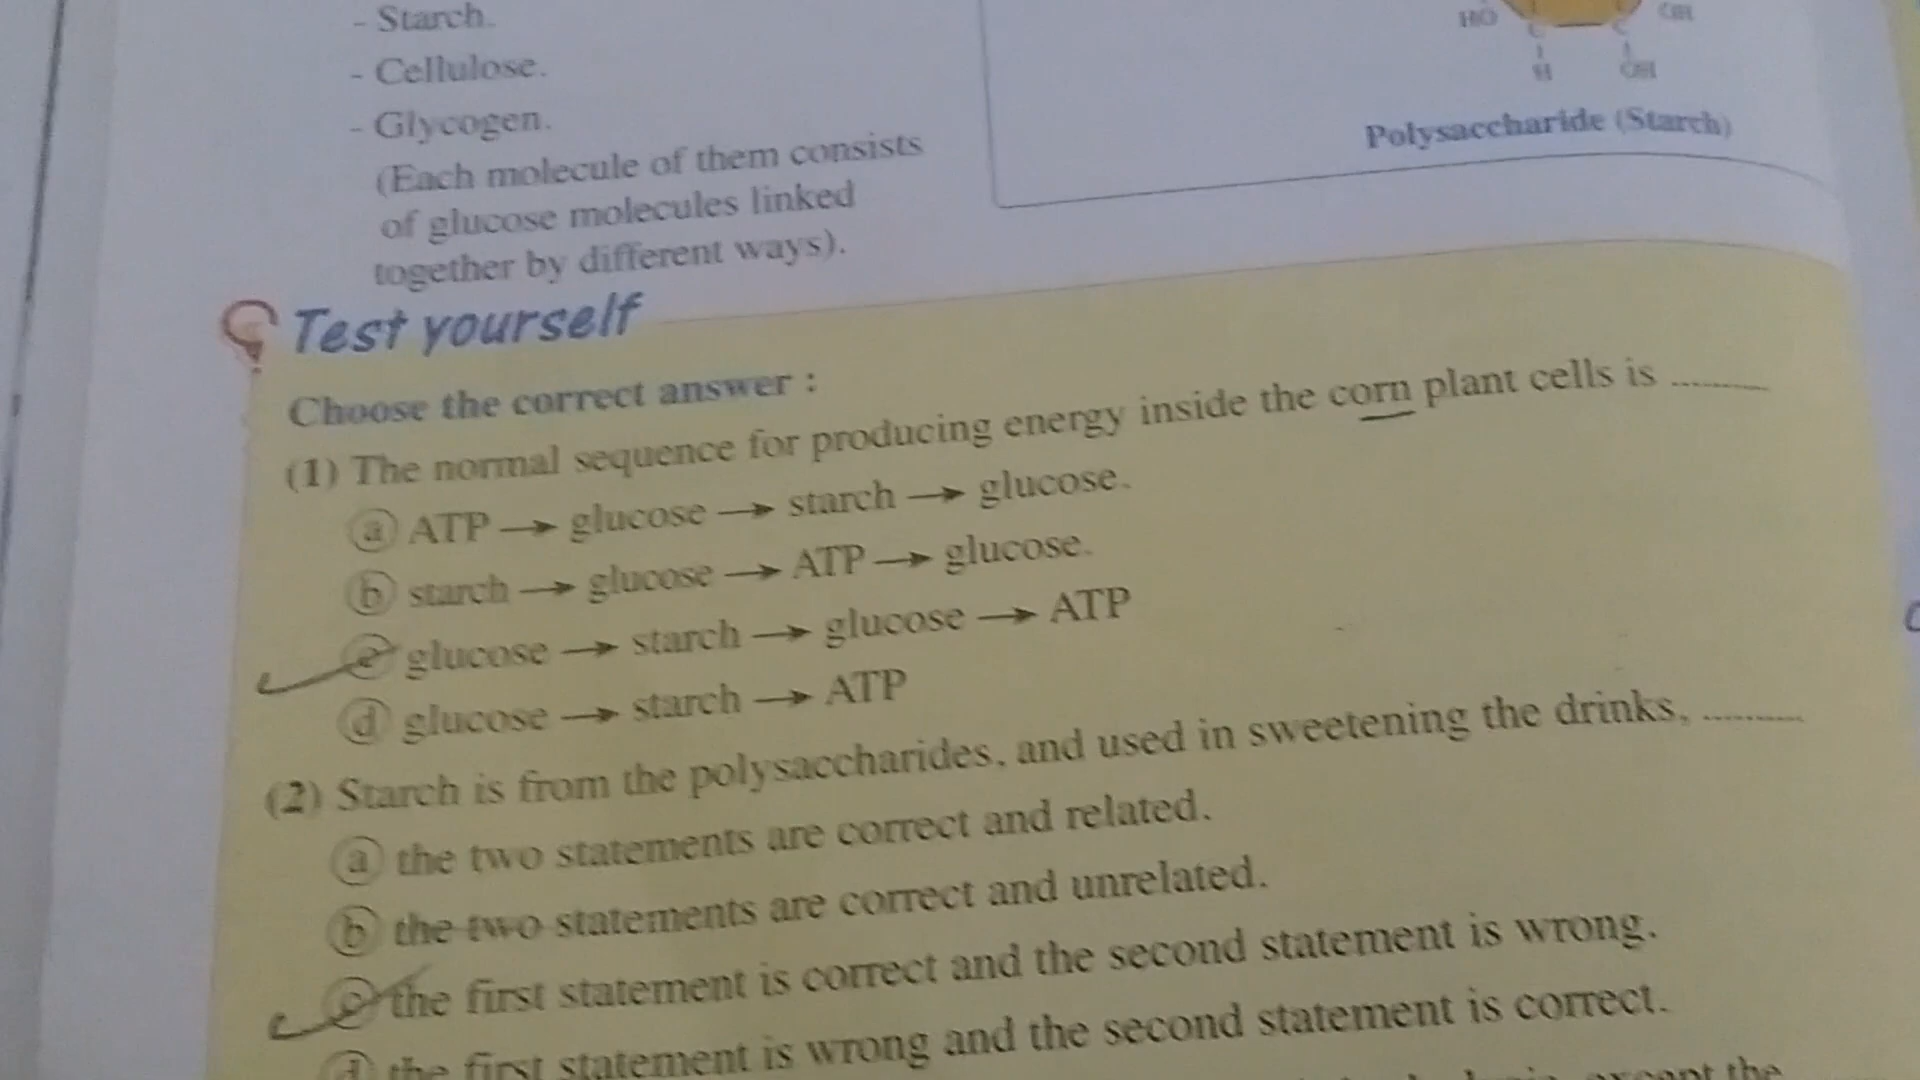 - Starch.
- Cellulose.
- Glycogen.
(Each molecule of them consists
of glucose molecules linked
together by different ways).
HO
OH
C
C
H
OH
Polysaccharide (Starch)
Test yourself
Choose the correct answer :
(1) The normal sequence for producing energy inside the corn plant cells is ..........
a ATP → glucose → starch → glucose.
b starch → glucose → ATP → glucose.
c glucose → starch → glucose → ATP
d glucose → starch → ATP
(2) Starch is from the polysaccharides, and used in sweetening the drinks, ..........
a the two statements are correct and related.
b the two statements are correct and unrelated.
c the first statement is correct and the second statement is wrong.
d the first statement is wrong and the second statement is correct.
except the